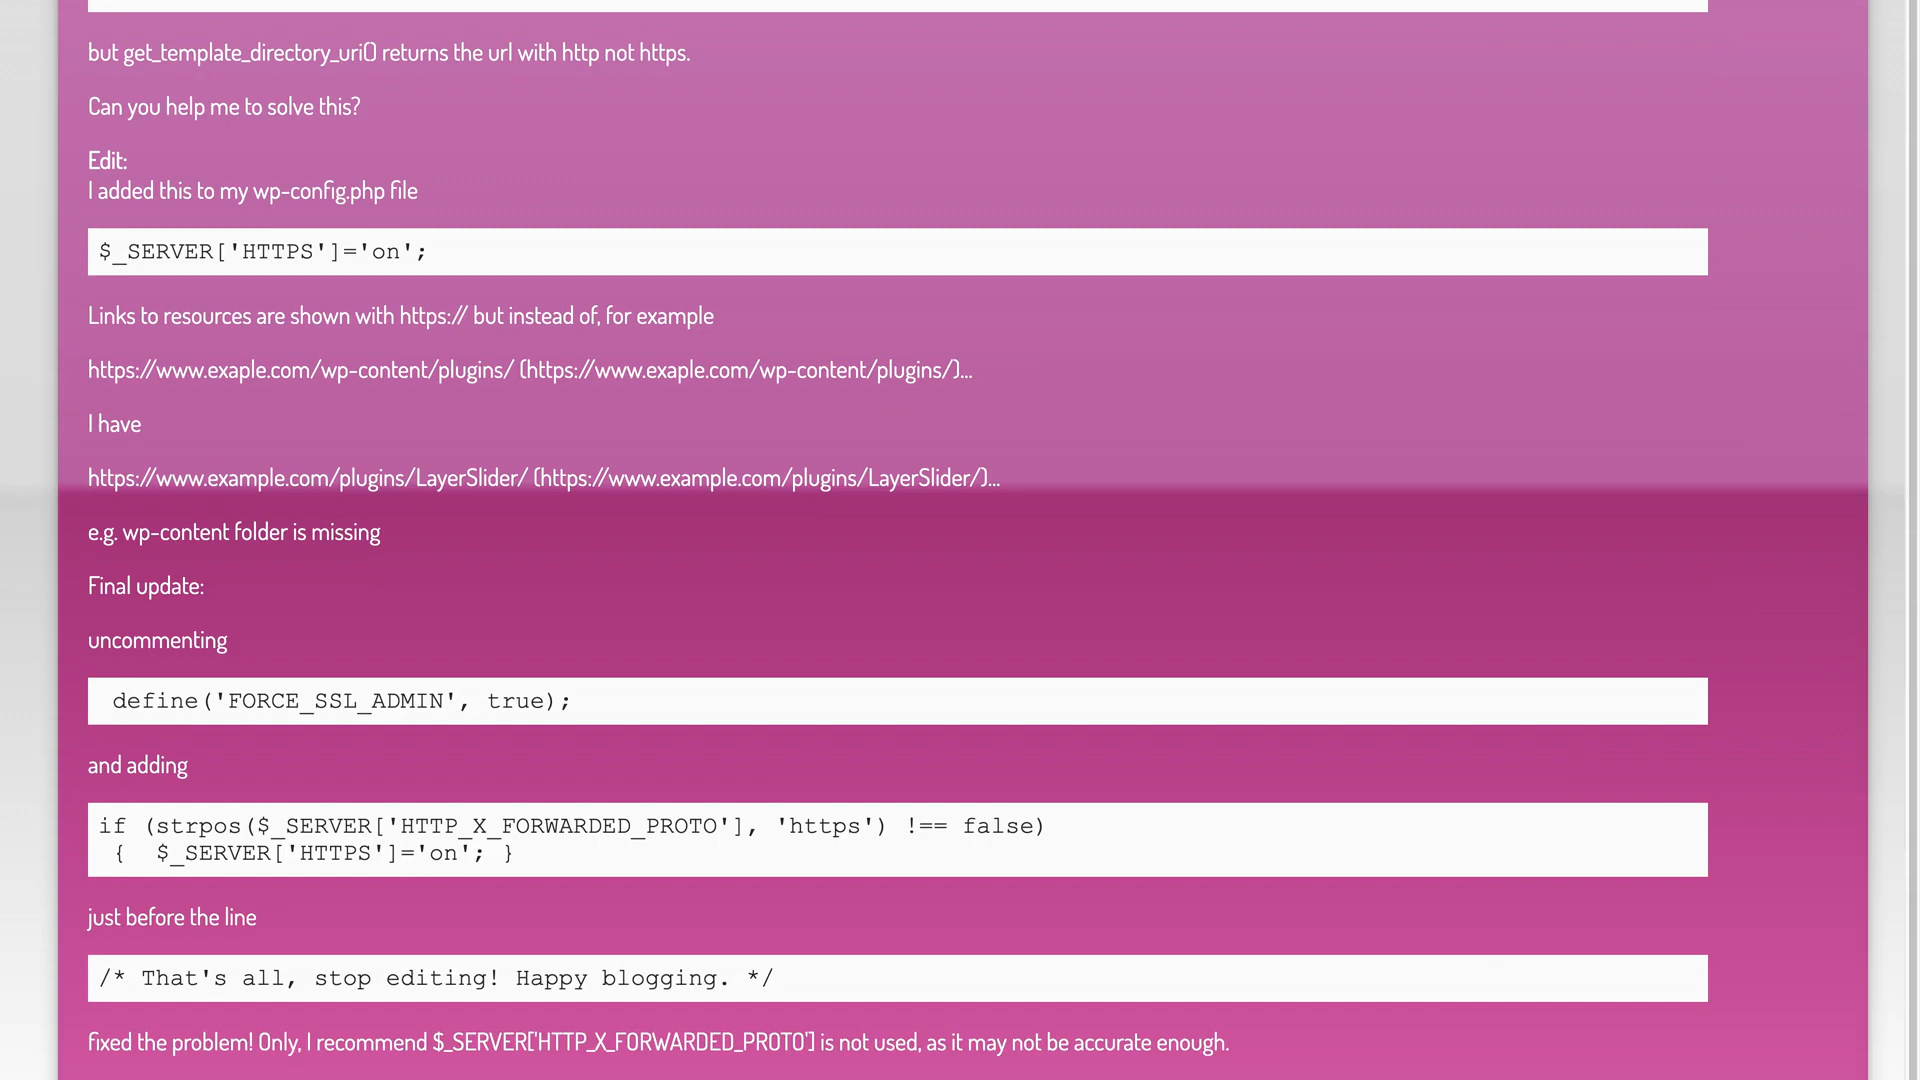 but get_template_directory_uri() returns the url with http not https.
Can you help me to solve this?
Edit:
I added this to my wp-config.php file
$_SERVER['HTTPS']='on';
Links to resources are shown with https:// but instead of, for example
https://www.exaple.com/wp-content/plugins/ (https://www.exaple.com/wp-content/plugins/)...
I have
https://www.example.com/plugins/LayerSlider/ (https://www.example.com/plugins/LayerSlider/)...
e.g. wp-content folder is missing
Final update:
uncommenting
define('FORCE_SSL_ADMIN', true);
and adding
if (strpos($_SERVER['HTTP_X_FORWARDED_PROTO'], 'https') !== false)
{  $_SERVER['HTTPS']='on'; }
just before the line
/* That's all, stop editing! Happy blogging. */
fixed the problem! Only, I recommend $_SERVER['HTTP_X_FORWARDED_PROTO'] is not used, as it may not be accurate enough.